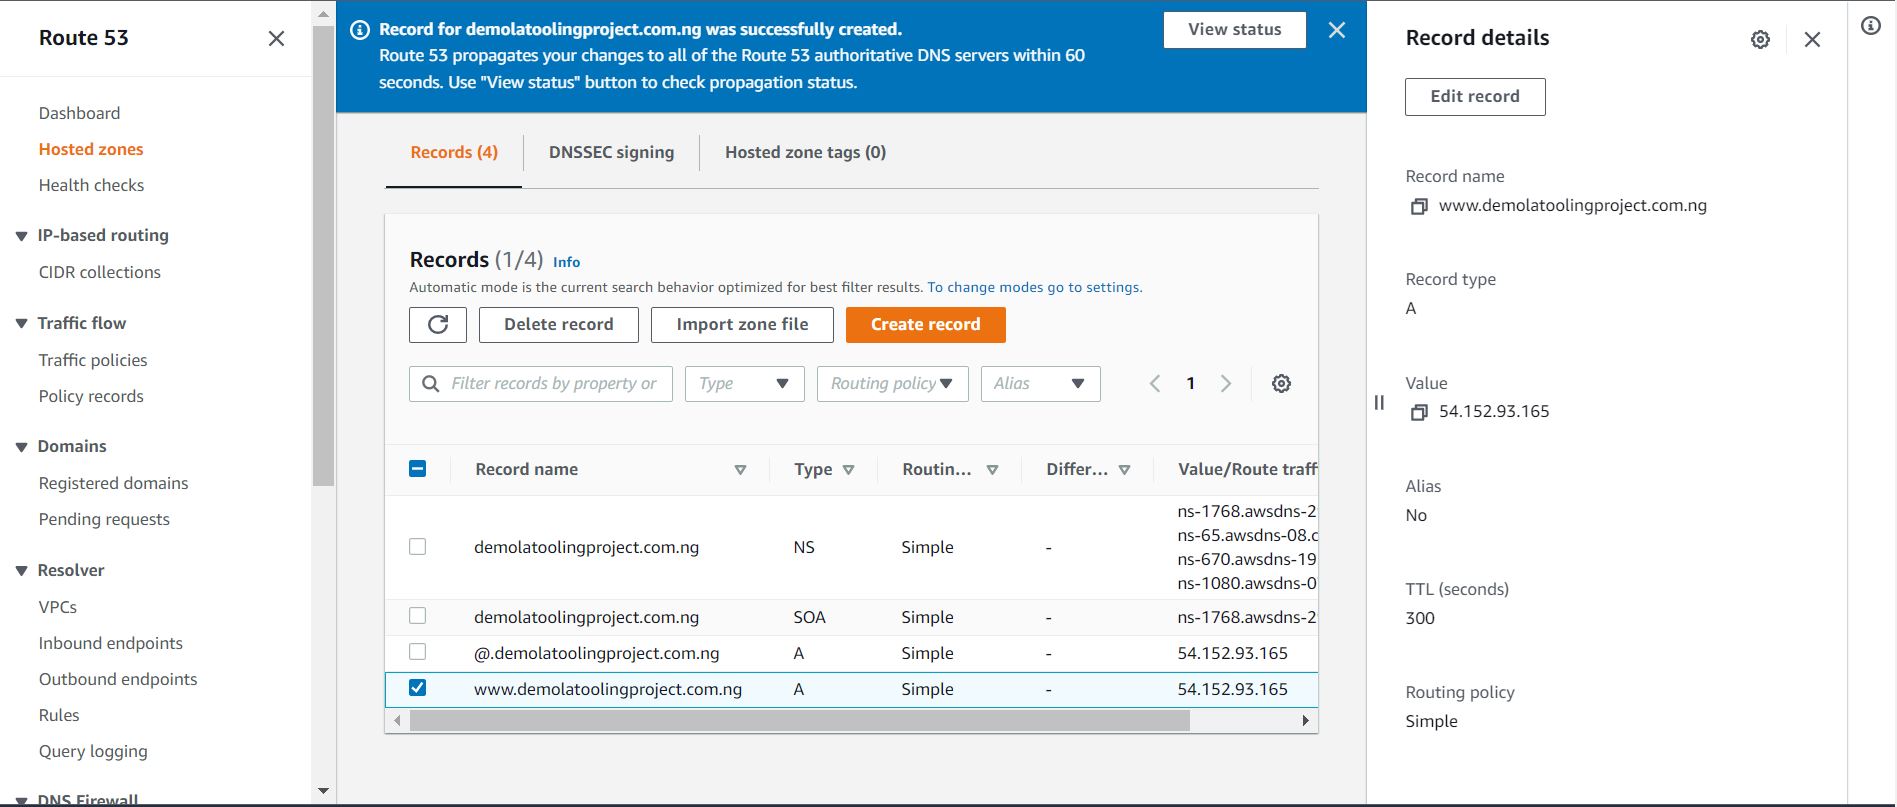 Route 53
Dashboard
Hosted zones
Health checks
IP-based routing
CIDR collections
Traffic flow
Traffic policies
Policy records
Domains
Registered domains
Pending requests
Resolver
VPCs
Inbound endpoints
Outbound endpoints
Rules
Query logging
DNS Firewall
Record for demolatoolingproject.com.ng was successfully created.
Route 53 propagates your changes to all of the Route 53 authoritative DNS servers within 60
seconds. Use "View status" button to check propagation status.
View status
Records (4)
DNSSEC signing
Hosted zone tags (0)
Records (1/4) Info
Automatic mode is the current search behavior optimized for best filter results. To change modes go to settings.
Delete record
Import zone file
Create record
Filter records by property or
Type
Routing policy
Alias
1
Record name
Type
Routin...
Differ...
Value/Route traff
demolatoolingproject.com.ng
NS
Simple
-
ns-1768.awsdns-2
ns-65.awsdns-08.c
ns-670.awsdns-19
ns-1080.awsdns-0
demolatoolingproject.com.ng
SOA
Simple
-
ns-1768.awsdns-2
@.demolatoolingproject.com.ng
A
Simple
-
54.152.93.165
www.demolatoolingproject.com.ng
A
Simple
-
54.152.93.165
Record details
Edit record
Record name
www.demolatoolingproject.com.ng
Record type
A
Value
54.152.93.165
Alias
No
TTL (seconds)
300
Routing policy
Simple